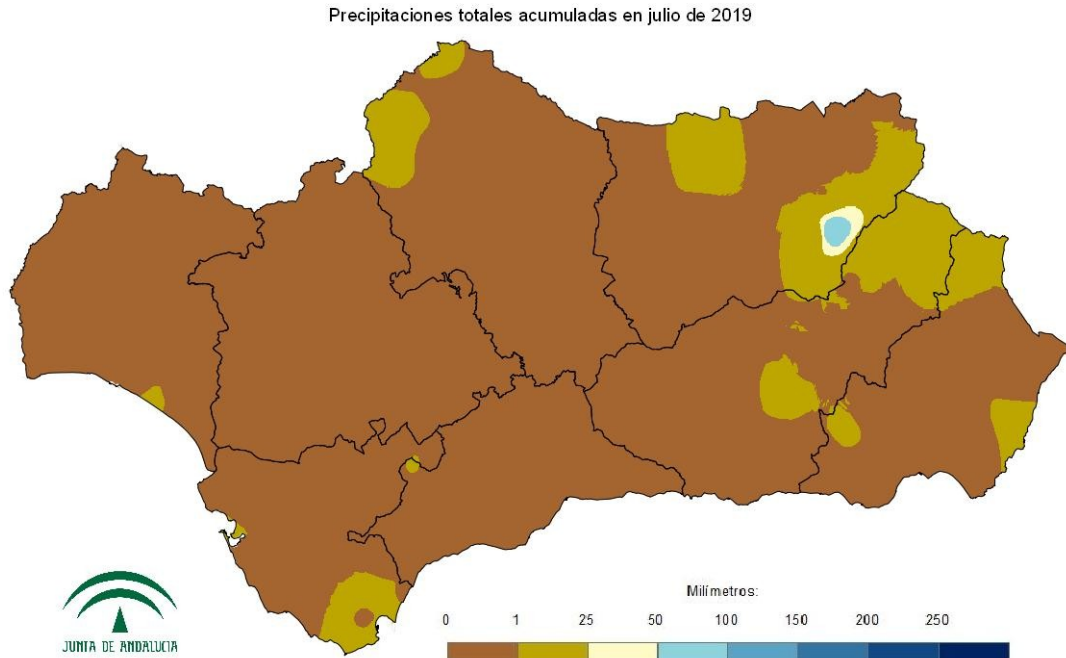 Precipitaciones totales acumuladas en julio de 2019
Milímetros:
0 1 25 50 100 150 200 250
JUNTA DE ANDALUCIA